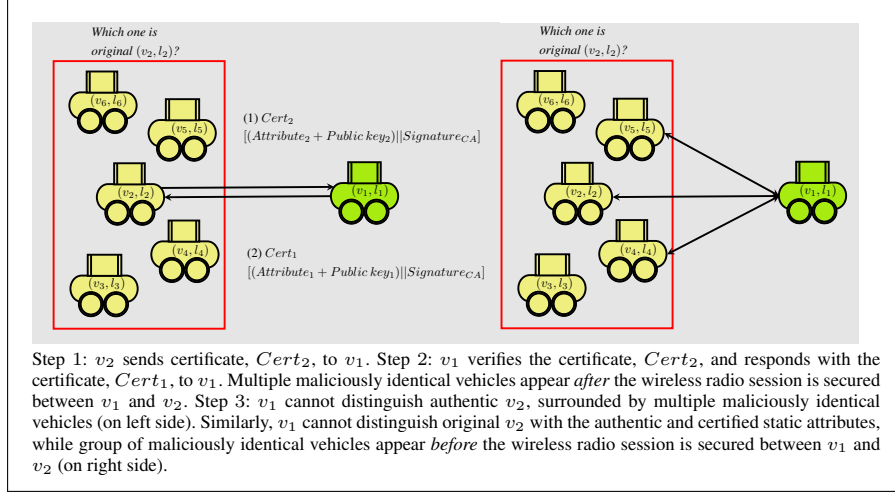 Which one is
original (v2, l2)?
(v6, l6)
(v5, l5)
(v2, l2)
(v4, l4)
(v3, l3)
(1) Cert2
[(Attribute2 + Public key2)||SignatureCA]
(v1, l1)
(2) Cert1
[(Attribute1 + Public key1)||SignatureCA]
Which one is
original (v2, l2)?
(v6, l6)
(v5, l5)
(v2, l2)
(v4, l4)
(v3, l3)
(v1, l1)
Step 1: v2 sends certificate, Cert2, to v1. Step 2: v1 verifies the certificate, Cert2, and responds with the
certificate, Cert1, to v1. Multiple maliciously identical vehicles appear after the wireless radio session is secured
between v1 and v2. Step 3: v1 cannot distinguish authentic v2, surrounded by multiple maliciously identical
vehicles (on left side). Similarly, v1 cannot distinguish original v2 with the authentic and certified static attributes,
while group of maliciously identical vehicles appear before the wireless radio session is secured between v1 and
v2 (on right side).